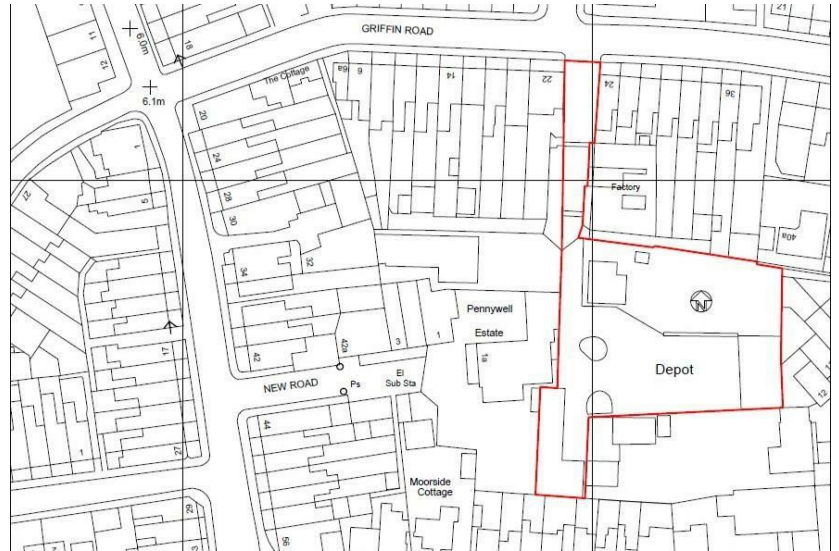 GRIFFIN ROAD
21
11
12
6.0m
18
6.1m
The Cottage
6a
6
14
22
24
36
20
24
28
30
1
5
27
Factory
40a
34
32
Pennywell
Estate
1a
3
1
42a
42
El
Sub Sta
NEW ROAD
Ps
N
Depot
17
12
44
27
1
Moorside
Cottage
29
56